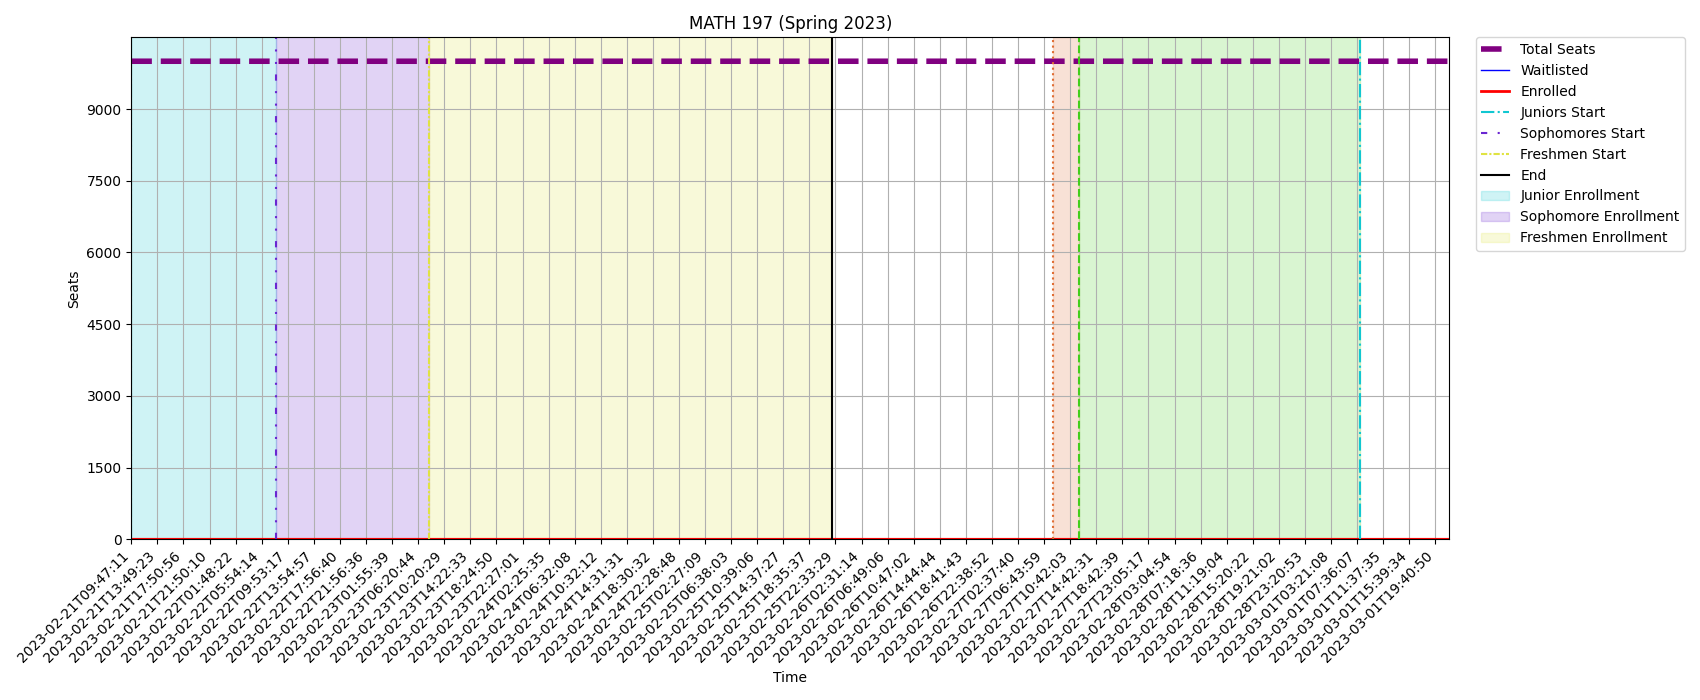 MATH 197 (Spring 2023)
Seats
9000
7500
6000
4500
3000
1500
0
2023-02-21T09:47:11
2023-02-21T13:49:23
2023-02-21T17:50:56
2023-02-21T21:50:10
2023-02-22T01:48:22
2023-02-22T05:54:14
2023-02-22T09:53:17
2023-02-22T13:54:57
2023-02-22T17:56:40
2023-02-22T21:56:36
2023-02-23T01:55:39
2023-02-23T06:20:44
2023-02-23T10:20:29
2023-02-23T14:22:33
2023-02-23T18:24:50
2023-02-23T22:27:01
2023-02-24T02:25:35
2023-02-24T06:32:08
2023-02-24T10:32:12
2023-02-24T14:31:31
2023-02-24T18:30:32
2023-02-24T22:28:48
2023-02-25T02:27:09
2023-02-25T06:38:03
2023-02-25T10:39:06
2023-02-25T14:37:27
2023-02-25T18:35:37
2023-02-25T22:33:29
2023-02-26T02:31:14
2023-02-26T06:49:06
2023-02-26T10:47:02
2023-02-26T14:44:44
2023-02-26T18:41:43
2023-02-26T22:38:52
2023-02-27T02:37:40
2023-02-27T06:43:59
2023-02-27T10:42:03
2023-02-27T14:42:31
2023-02-27T18:42:39
2023-02-27T23:05:17
2023-02-28T03:04:54
2023-02-28T07:18:36
2023-02-28T11:19:04
2023-02-28T15:20:22
2023-02-28T19:21:02
2023-02-28T23:20:53
2023-03-01T03:21:08
2023-03-01T07:36:07
2023-03-01T11:37:35
2023-03-01T15:39:34
2023-03-01T19:40:50
Time
Total Seats
Waitlisted
Enrolled
Juniors Start
Sophomores Start
Freshmen Start
End
Junior Enrollment
Sophomore Enrollment
Freshmen Enrollment